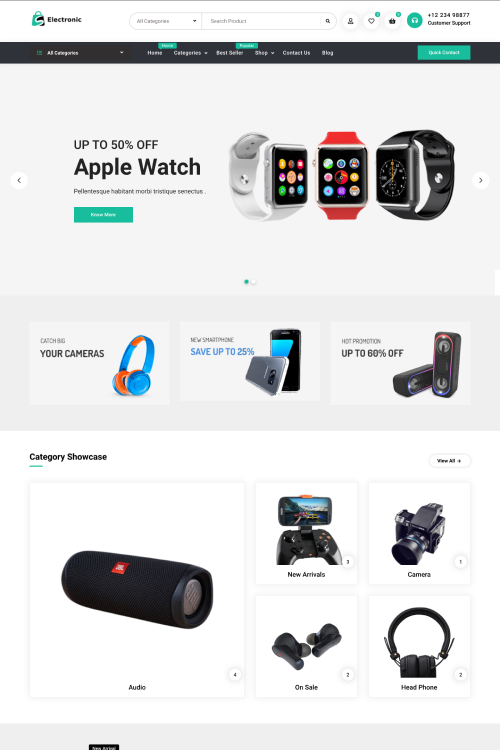 Electronic
All Categories
Search Product
0
0
+12 234 98877
Customer Support
All Categories
Home
Home
Categories
Popular
Best Seller
Shop
Contact Us
Blog
Quick Contact
UP TO 50% OFF
Apple Watch
Pellentesque habitant morbi tristique senectus .
Know More
CATCH BIG
YOUR CAMERAS
NEW SMARTPHONE
SAVE UP TO 25%
HOT PROMOTION
UP TO 60% OFF
Category Showcase
View All →
JBL
4
Audio
3
New Arrivals
1
Camera
2
On Sale
2
Head Phone
New Arrival